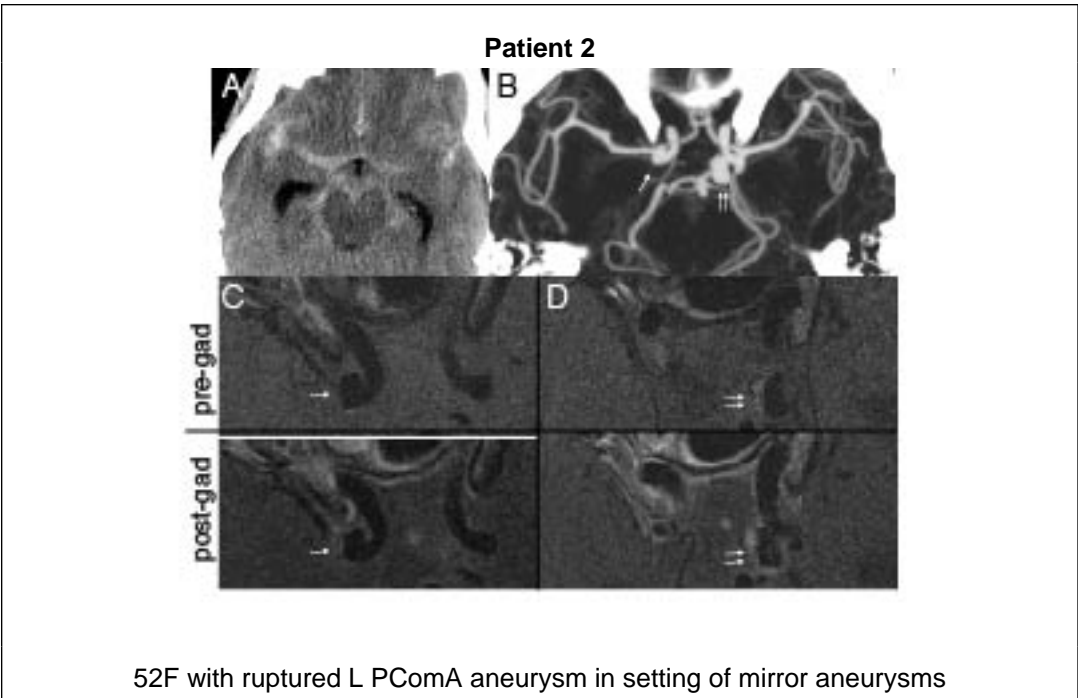 Patient 2
A
B
pre-gad
C
D
post-gad
52F with ruptured L PComA aneurysm in setting of mirror aneurysms